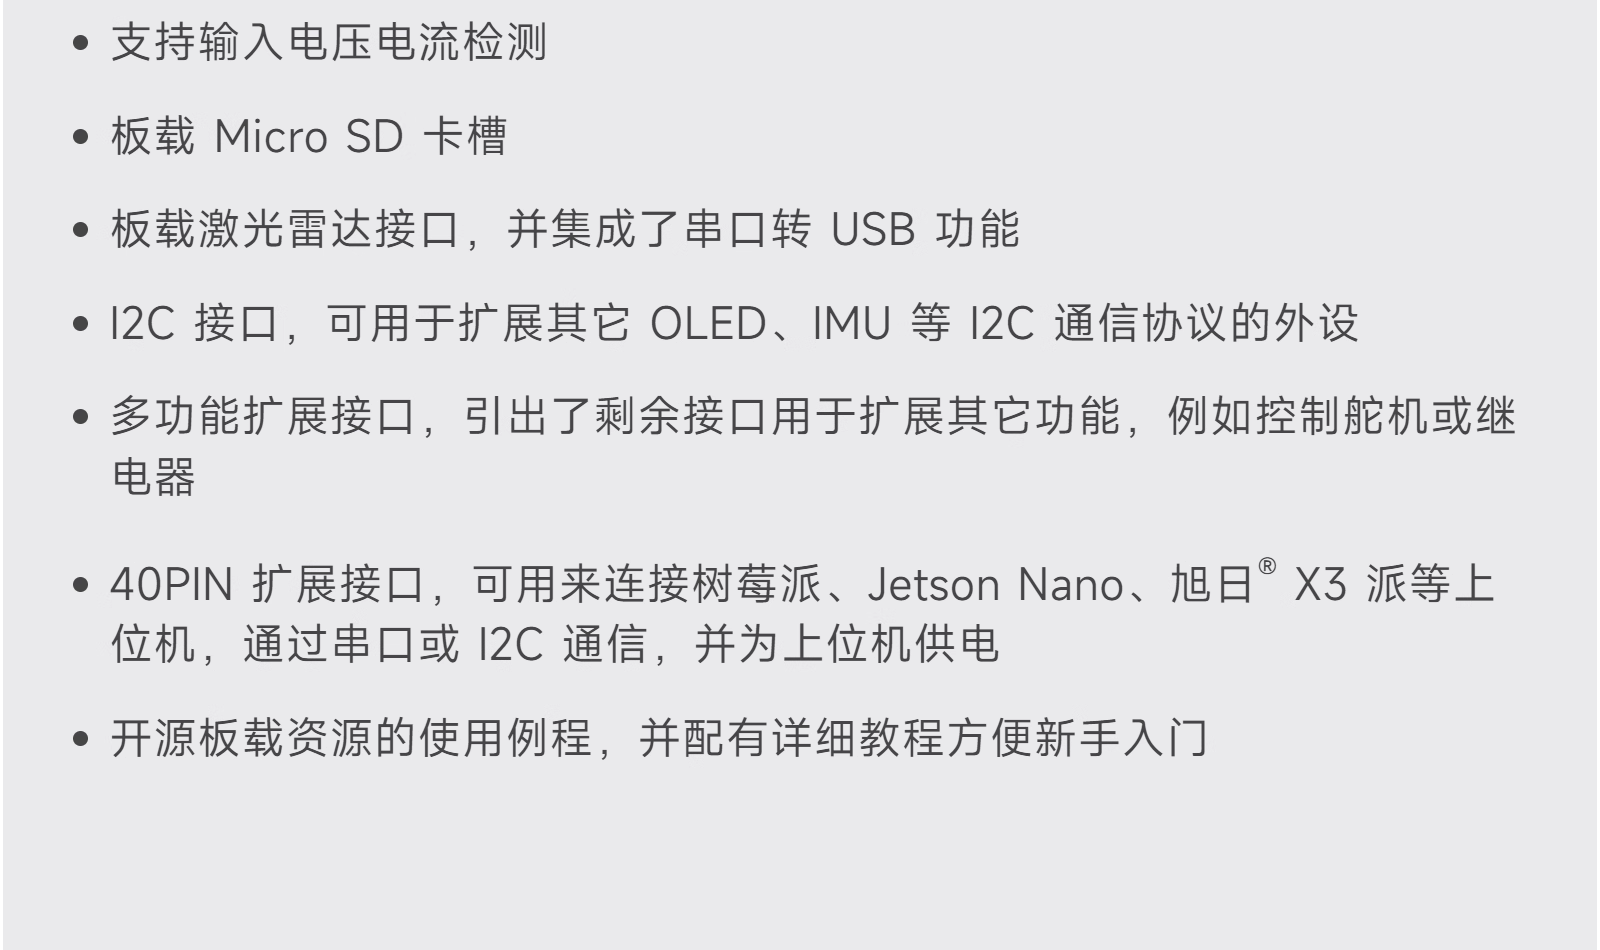 • 支持输入电压电流检测
• 板载 Micro SD 卡槽
• 板载激光雷达接口，并集成了串口转 USB 功能
• I2C 接口，可用于扩展其它 OLED、IMU 等 I2C 通信协议的外设
• 多功能扩展接口，引出了剩余接口用于扩展其它功能，例如控制舵机或继
电器
• 40PIN 扩展接口，可用来连接树莓派、Jetson Nano、旭日® X3 派等上
位机，通过串口或 I2C 通信，并为上位机供电
• 开源板载资源的使用例程，并配有详细教程方便新手入门